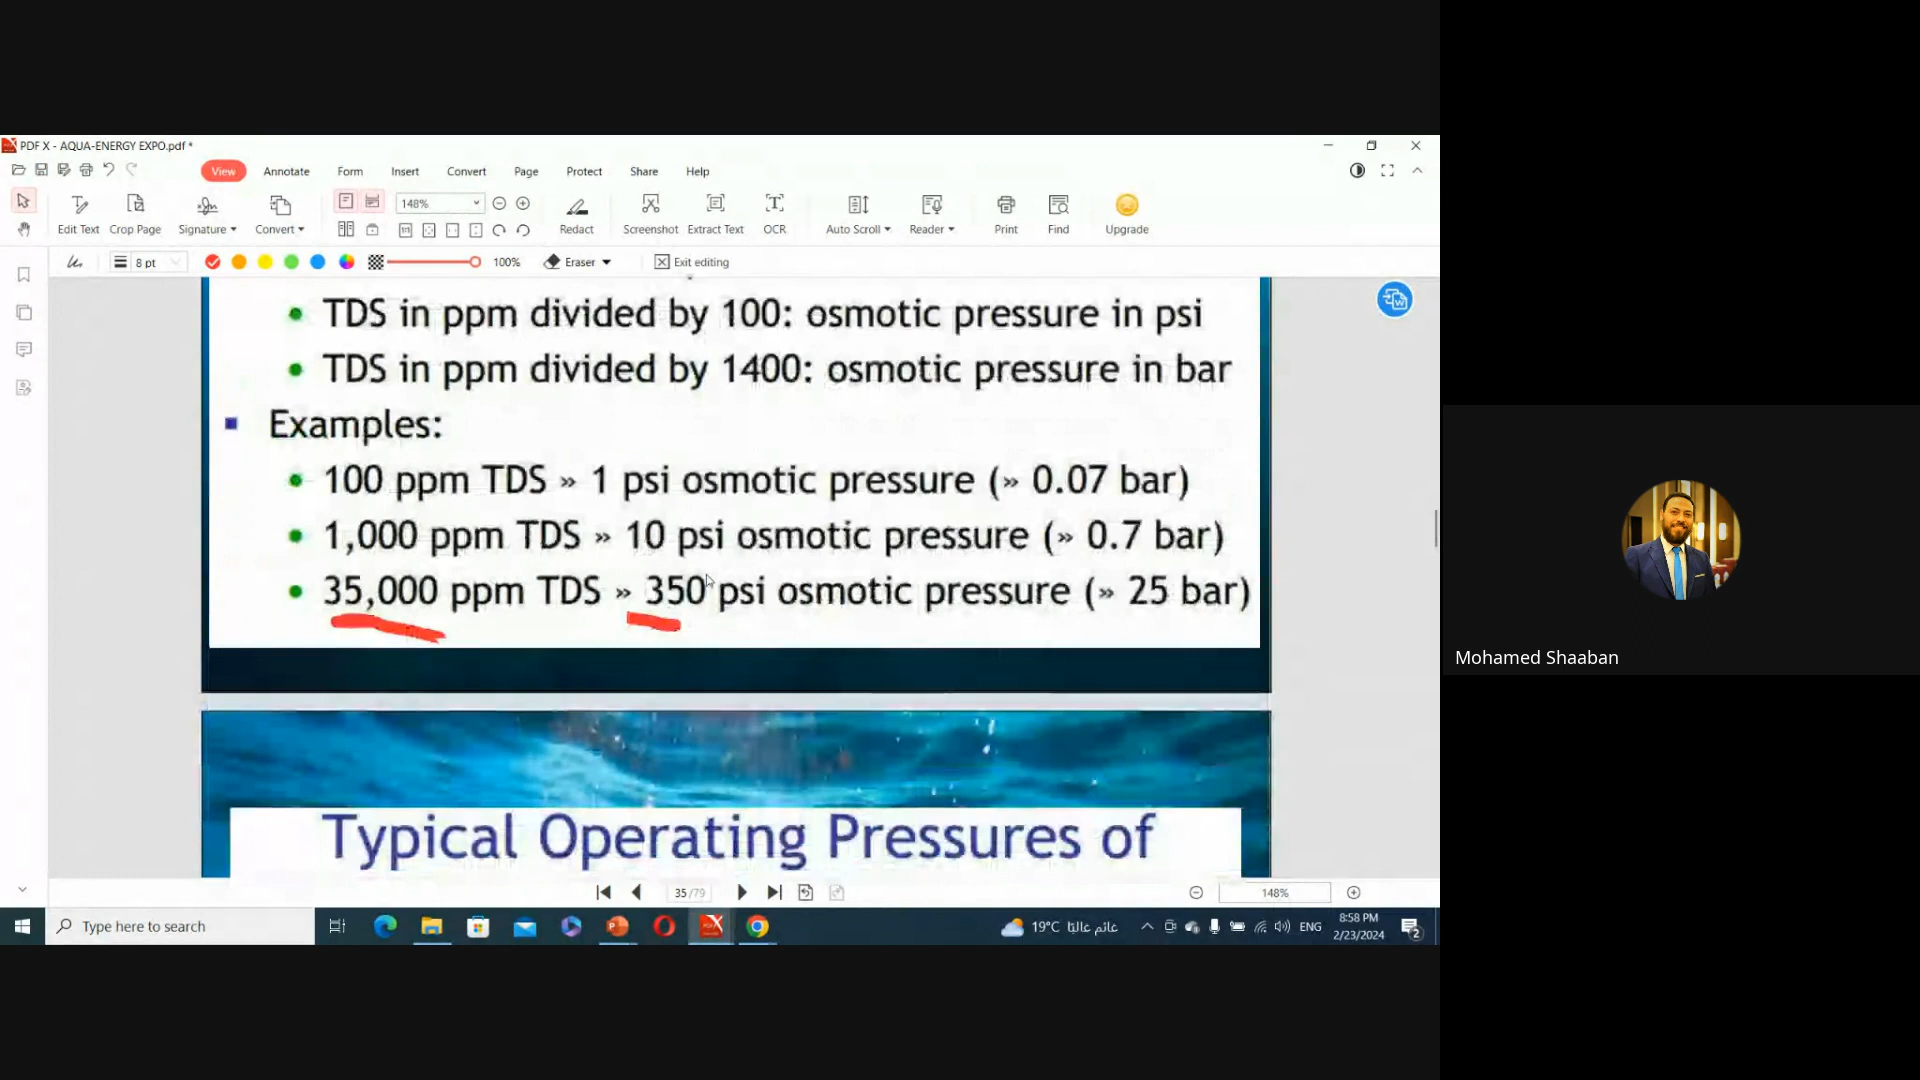 PDF X - AQUA-ENERGY EXPO.pdf *
View Annotate Form Insert Convert Page Protect Share Help
148%
Edit Text Crop Page Signature Convert Redact Screenshot Extract Text OCR Auto Scroll Reader Print Find Upgrade
8 pt 100% Eraser Exit editing
• TDS in ppm divided by 100: osmotic pressure in psi
• TDS in ppm divided by 1400: osmotic pressure in bar
▪ Examples:
• 100 ppm TDS » 1 psi osmotic pressure (» 0.07 bar)
• 1,000 ppm TDS » 10 psi osmotic pressure (» 0.7 bar)
• 35,000 ppm TDS » 350 psi osmotic pressure (» 25 bar)
Mohamed Shaaban
Typical Operating Pressures of
35 /79 148%
Type here to search 19°C غائم غالبًا ENG 8:58 PM
2/23/2024 2